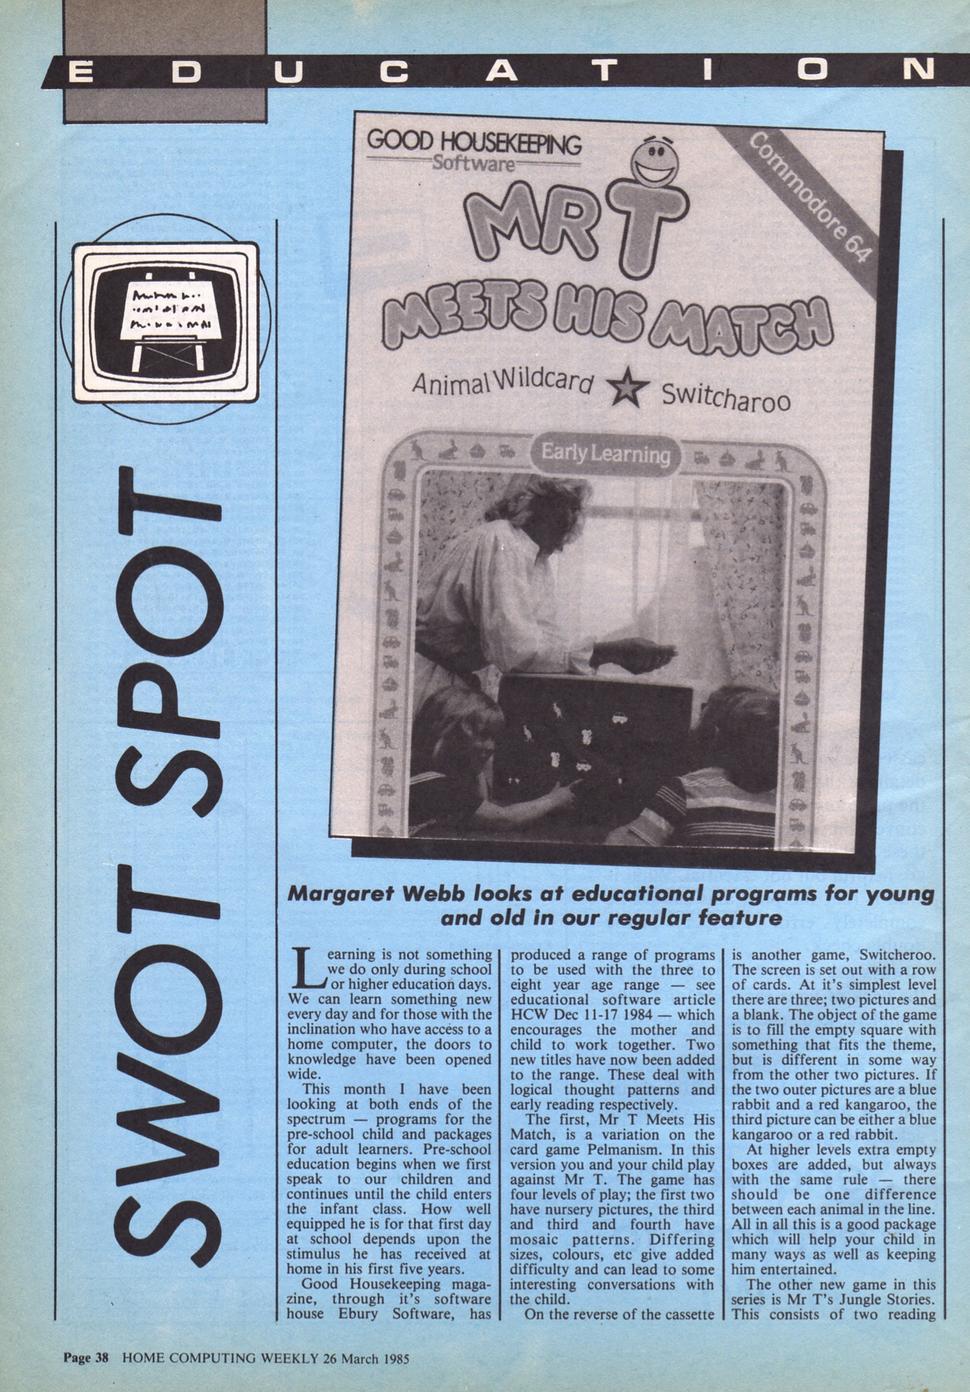 EDUCATION
GOOD HOUSEKEEPING
Software
Commodore 64
MR T
MEETS HIS MATCH
Animal Wildcard ★ Switcharoo
Early Learning
SWOT SPOT
Margaret Webb looks at educational programs for young
and old in our regular feature
Learning is not something
we do only during school
or higher education days.
We can learn something new
every day and for those with the
inclination who have access to a
home computer, the doors to
knowledge have been opened
wide.
This month I have been
looking at both ends of the
spectrum — programs for the
pre-school child and packages
for adult learners. Pre-school
education begins when we first
speak to our children and
continues until the child enters
the infant class. How well
equipped he is for that first day
at school depends upon the
stimulus he has received at
home in his first five years.
Good Housekeeping maga-
zine, through it's software
house Ebury Software, has
produced a range of programs
to be used with the three to
eight year age range — see
educational software article
HCW Dec 11-17 1984 — which
encourages the mother and
child to work together. Two
new titles have now been added
to the range. These deal with
logical thought patterns and
early reading respectively.
The first, Mr T Meets His
Match, is a variation on the
card game Pelmanism. In this
version you and your child play
against Mr T. The game has
four levels of play; the first two
have nursery pictures, the third
and third and fourth have
mosaic patterns. Differing
sizes, colours, etc give added
difficulty and can lead to some
interesting conversations with
the child.
On the reverse of the cassette
is another game, Switcheroo.
The screen is set out with a row
of cards. At it's simplest level
there are three; two pictures and
a blank. The object of the game
is to fill the empty square with
something that fits the theme,
but is different in some way
from the other two pictures. If
the two outer pictures are a blue
rabbit and a red kangaroo, the
third picture can be either a blue
kangaroo or a red rabbit.
At higher levels extra empty
boxes are added, but always
with the same rule — there
should be one difference
between each animal in the line.
All in all this is a good package
which will help your child in
many ways as well as keeping
him entertained.
The other new game in this
series is Mr T's Jungle Stories.
This consists of two reading
Page 38 HOME COMPUTING WEEKLY 26 March 1985